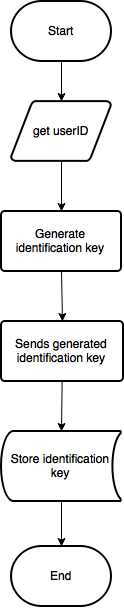 Start
get userID
Generate
identification key
Sends generated
identification key
Store identification
key
End